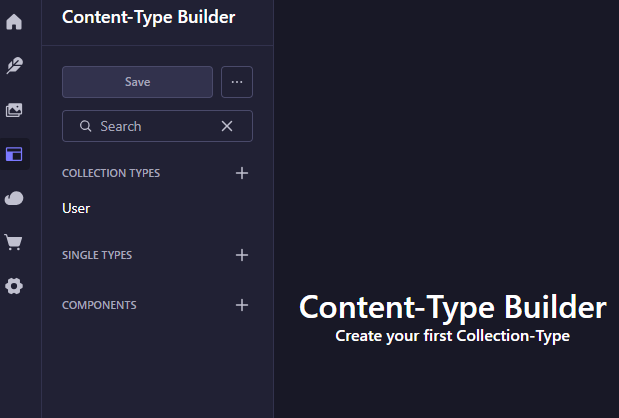 Content-Type Builder
Save
Search
COLLECTION TYPES
User
SINGLE TYPES
COMPONENTS
Content-Type Builder
Create your first Collection-Type